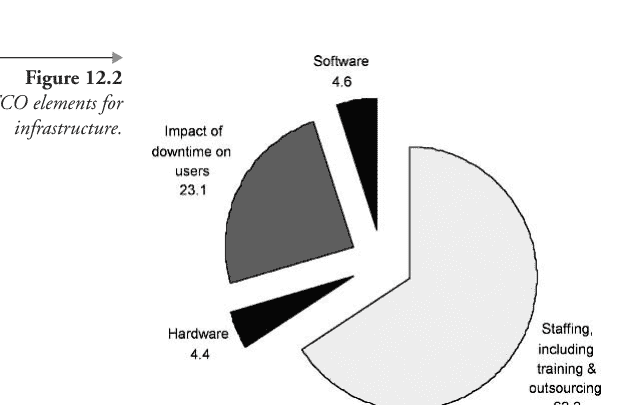 Figure 12.2
CO elements for
infrastructure.
Software
4.6
Impact of
downtime on
users
23.1
Hardware
4.4
Staffing,
including
training &
outsourcing